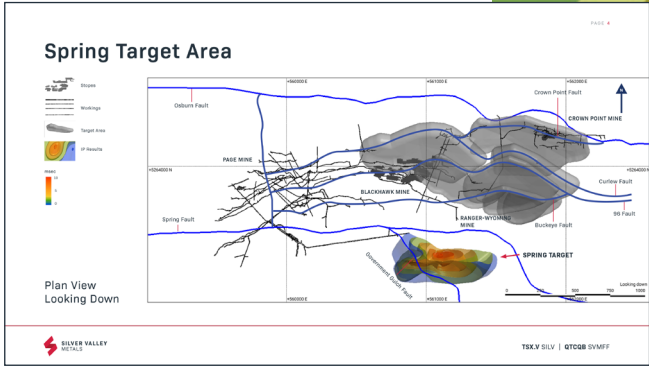 PAGE 4
Spring Target Area
Stopes
Workings
Target Area
IP Results
+560000 E
+561000 E
+562000 E
Crown Point Fault
Osburn Fault
CROWN POINT MINE
PAGE MINE
+5264000 N
+5264000 N
BLACKHAWK MINE
Curlew Fault
96 Fault
RANGER-WYOMING
MINE
Buckeye Fault
Spring Fault
Government Gulch Fault
SPRING TARGET
Looking down
0 250 500 750 1000
+560000 E
+561000 E
Plan View
Looking Down
SILVER VALLEY
METALS
TSX.V SILV | QTCQB SVMFF